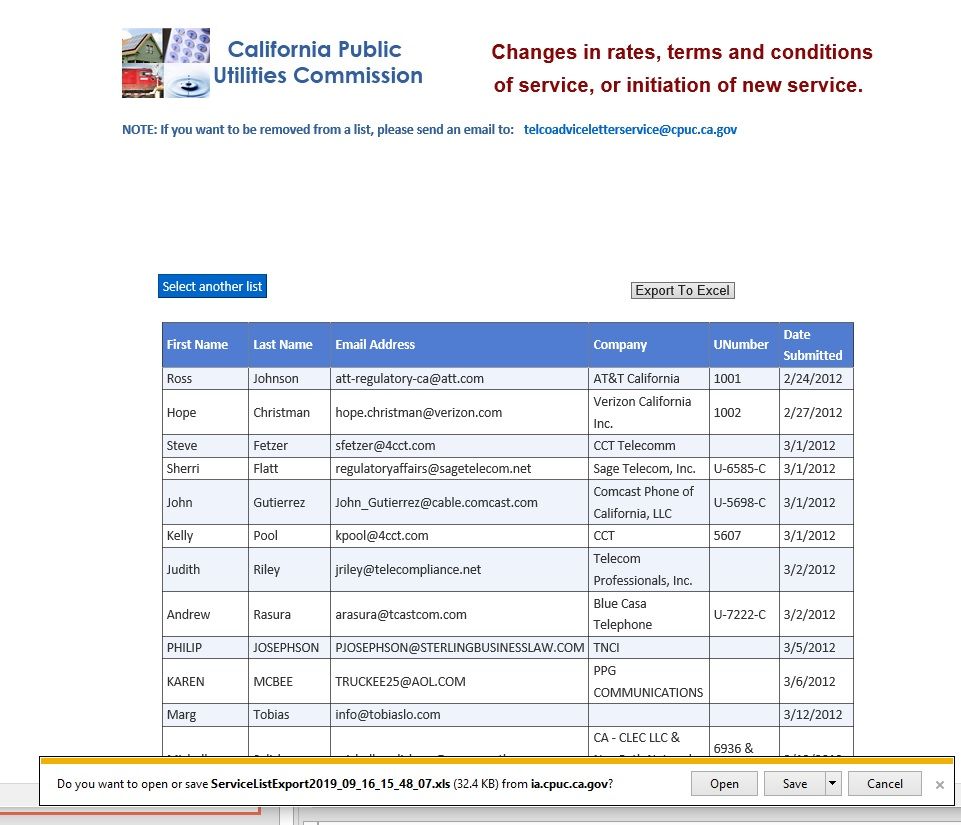 California Public
Utilities Commission
Changes in rates, terms and conditions
of service, or initiation of new service.
NOTE: If you want to be removed from a list, please send an email to: telcoadviceletterservice@cpuc.ca.gov
Select another list
Export To Excel
First Name Last Name Email Address Company UNumber Date
Submitted
Ross Johnson att-regulatory-ca@att.com AT&T California 1001 2/24/2012
Hope Christman hope.christman@verizon.com Verizon California
Inc. 1002 2/27/2012
Steve Fetzer sfetzer@4cct.com CCT Telecomm 3/1/2012
Sherri Flatt regulatoryaffairs@sagetelecom.net Sage Telecom, Inc. U-6585-C 3/1/2012
John Gutierrez John_Gutierrez@cable.comcast.com Comcast Phone of
California, LLC U-5698-C 3/1/2012
Kelly Pool kpool@4cct.com CCT 5607 3/1/2012
Judith Riley jriley@telecompliance.net Telecom
Professionals, Inc. 3/2/2012
Andrew Rasura arasura@tcastcom.com Blue Casa
Telephone U-7222-C 3/2/2012
PHILIP JOSEPHSON PJOSEPHSON@STERLINGBUSINESSLAW.COM TNCI 3/5/2012
KAREN MCBEE TRUCKEE25@AOL.COM PPG
COMMUNICATIONS 3/6/2012
Marg Tobias info@tobiaslo.com 3/12/2012
CA - CLEC LLC &
6936 &
Do you want to open or save ServiceListExport2019_09_16_15_48_07.xls (32.4 KB) from ia.cpuc.ca.gov?
Open
Save
Cancel